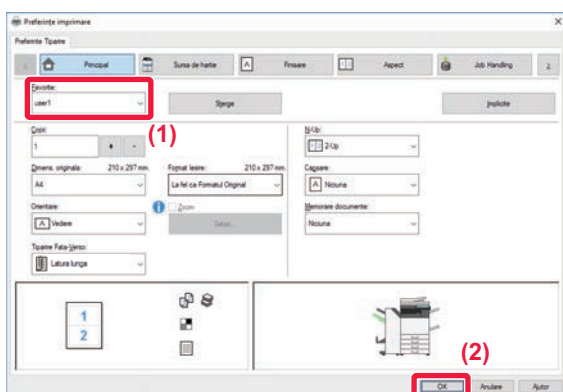 Preferinţe imprimare
Preferinte Tiparire
Principal Sursa de hartie Finisare Aspect Job Handling
Favorite:
user1 Sterge Implicite
(1)
Copii: N-Up:
1 + - 2-Up
Dimens. originala: 210 x 297 mm. Format Iesire: 210 x 297 mm. Capsare:
A4 La fel ca Formatul Original Niciuna
Orientare: Zoom Memorare documente:
Vedere Setari... Niciuna
Tiparire Fata-Verso:
Latura lunga
1
2
(2)
OK Anulare Ajutor